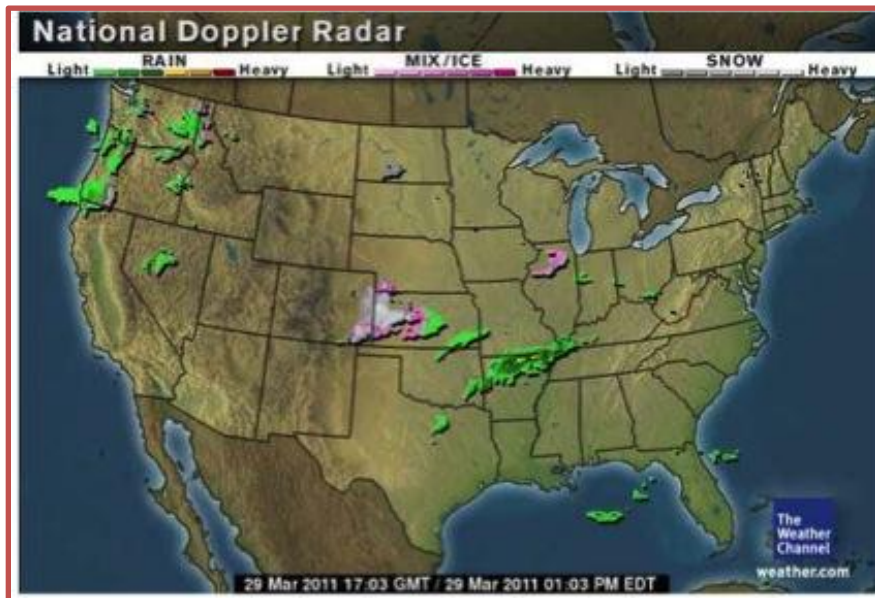 National Doppler Radar
RAIN MIX/ICE SNOW
Light Heavy Light Heavy Light Heavy
The
Weather
Channel
weather.com
29 Mar 2011 17:03 GMT / 29 Mar 2011 01:03 PM EDT